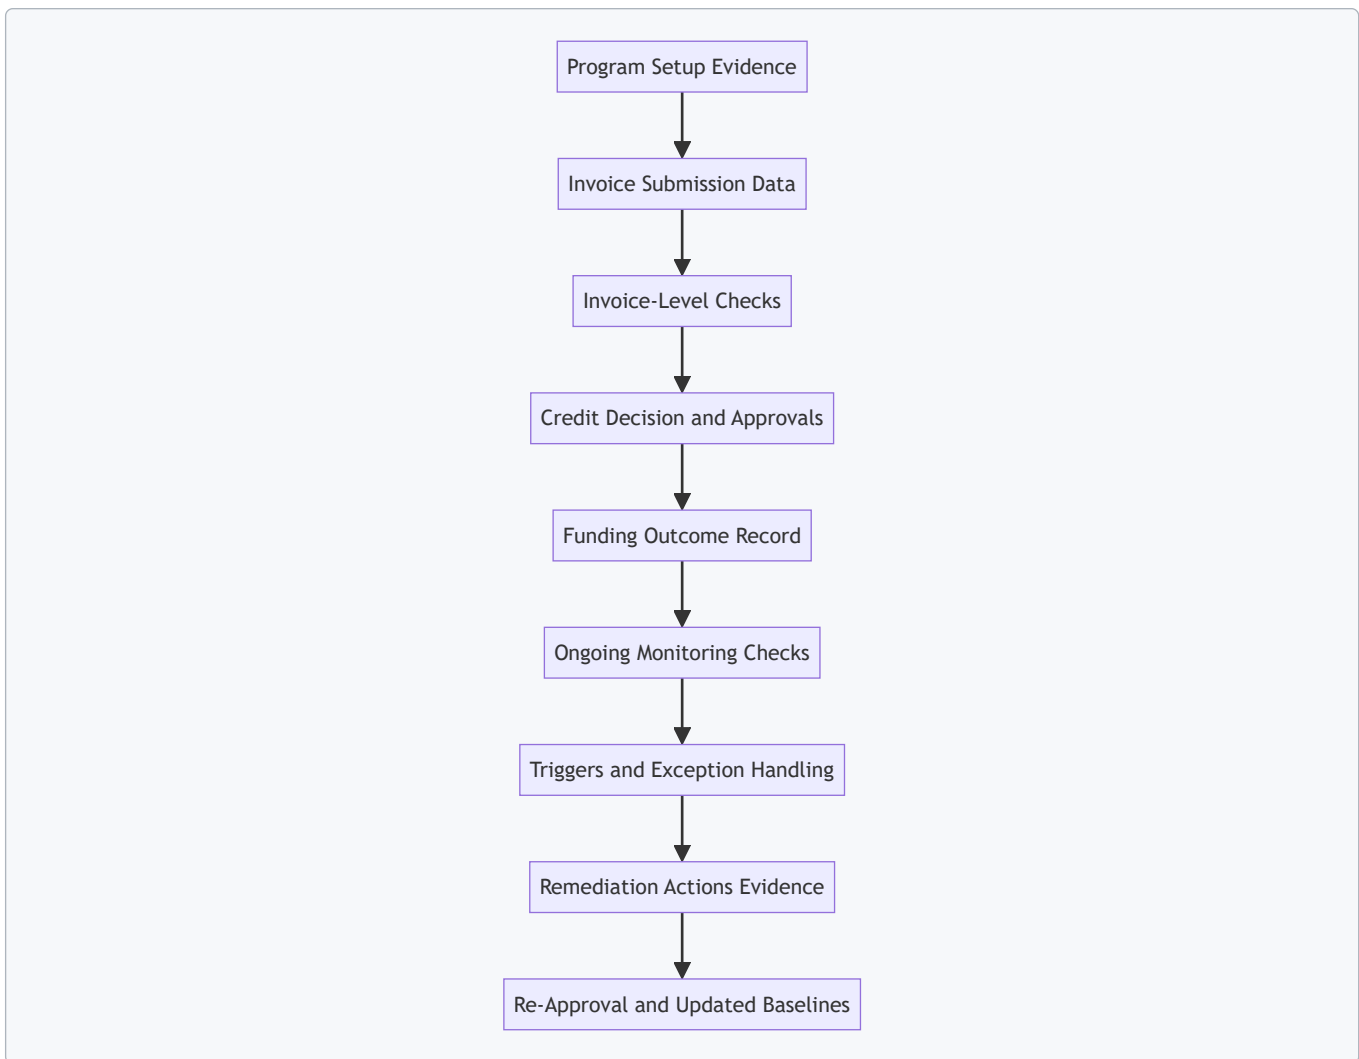 Program Setup Evidence
Invoice Submission Data
Invoice-Level Checks
Credit Decision and Approvals
Funding Outcome Record
Ongoing Monitoring Checks
Triggers and Exception Handling
Remediation Actions Evidence
Re-Approval and Updated Baselines